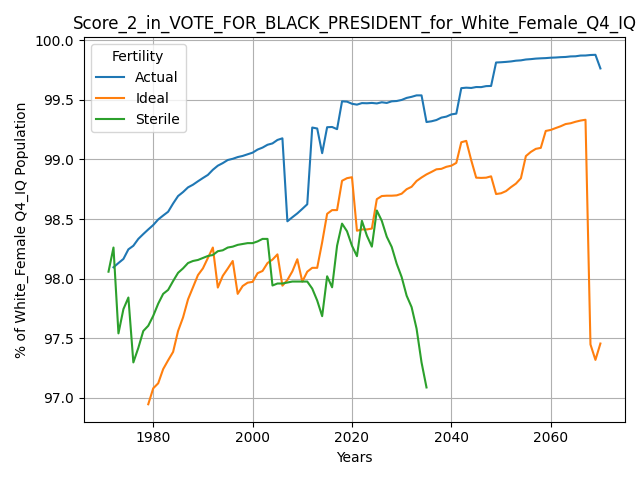 Score_2_in_VOTE_FOR_BLACK_PRESIDENT_for_White_Female_Q4_IQ
Fertility
Actual
Ideal
Sterile
% of White_Female Q4_IQ Population
100.0
99.5
99.0
98.5
98.0
97.5
97.0
1980 2000 2020 2040 2060
Years